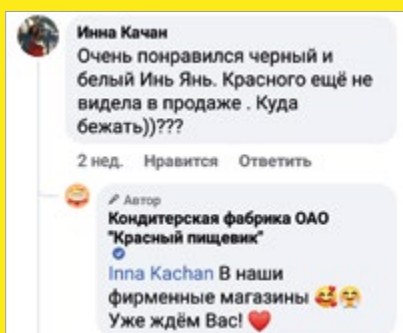 Инна Качан
Очень понравился черный и
белый Инь Янь. Красного ещё не
видела в продаже . Куда
бежать))???
2 нед. Нравится Ответить
Автор
Кондитерская фабрика ОАО
"Красный пищевик"
Inna Kachan В наши
фирменные магазины 🥰🤗
Уже ждём Вас! ❤️